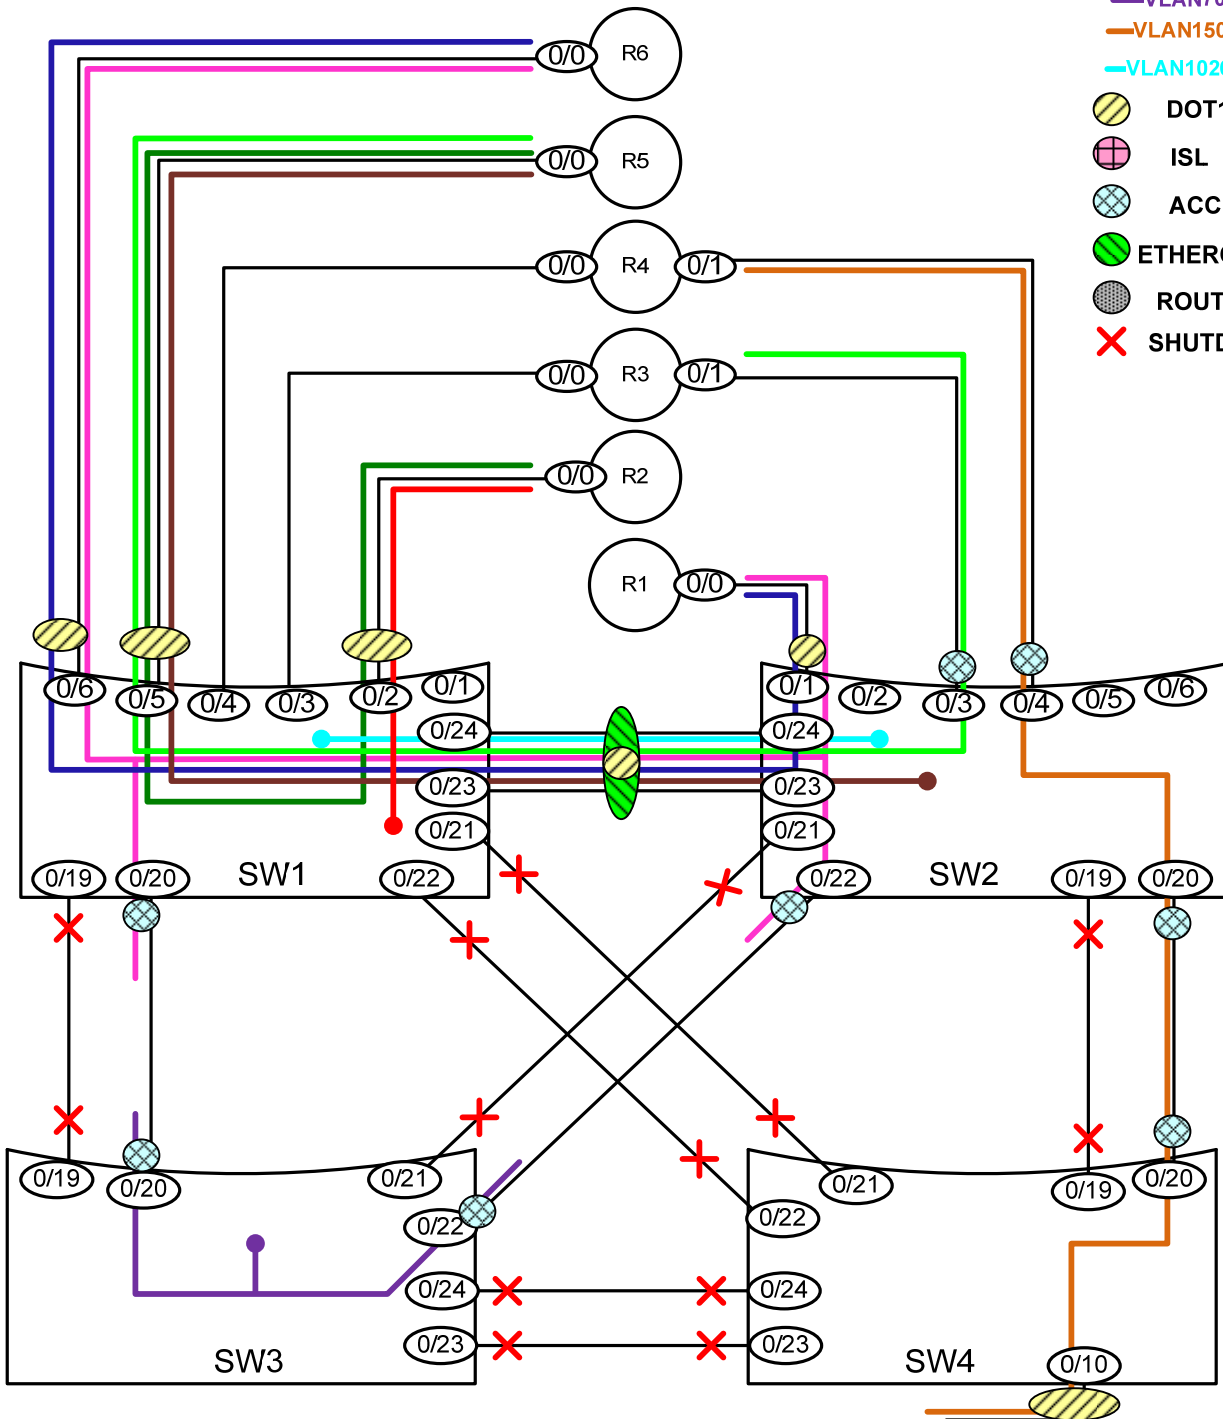 VLAN70
VLAN150
VLAN102
DOT1
ISL
ACC
ETHER
ROUT
SHUTD
0/0 R6
0/0 R5
0/0 R4 0/1
0/0 R3 0/1
0/0 R2
R1 0/0
0/6 0/5 0/4 0/3 0/2 0/1
0/1 0/2 0/3 0/4 0/5 0/6
0/24 0/24
0/23 0/23
0/21 0/21
SW1 SW2
0/19 0/20 0/22
0/22 0/19 0/20
0/19 0/20 0/21
0/21 0/19 0/20
0/22 0/22
0/24 0/24
0/23 0/23
SW3 SW4
0/10